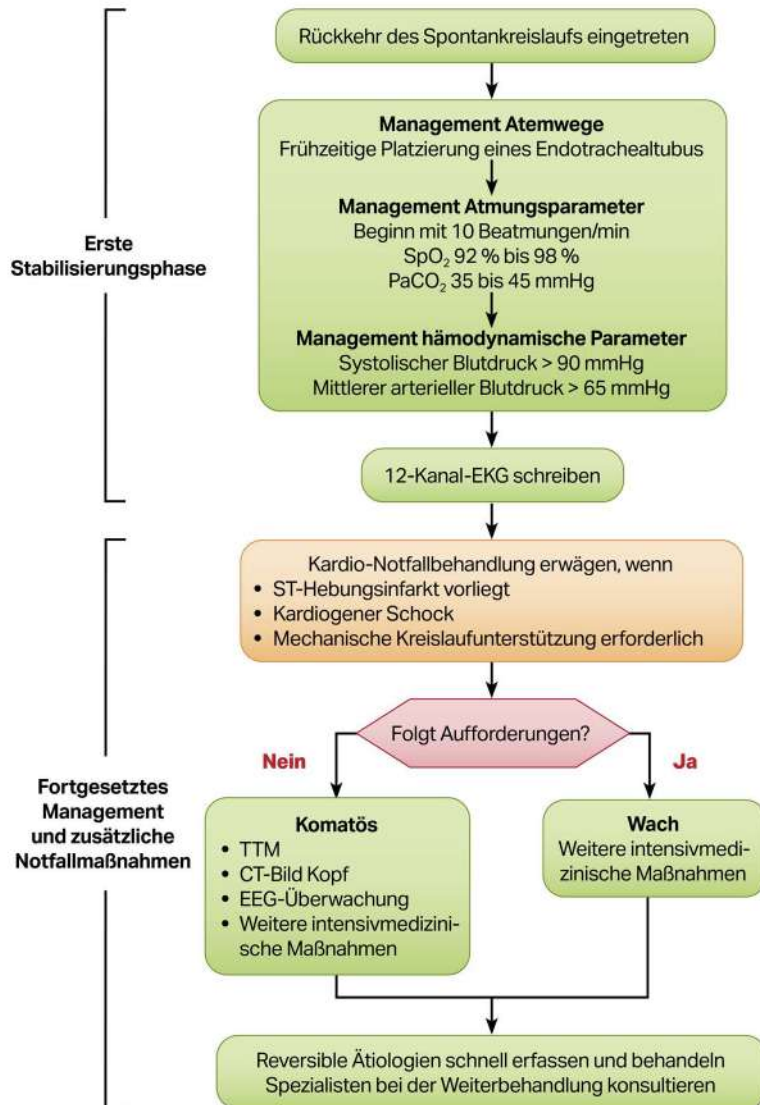 Rückkehr des Spontankreislaufs eingetreten
Management Atemwege
Frühzeitige Platzierung eines Endotrachealtubus
Management Atmungsparameter
Beginn mit 10 Beatmungen/min
SpO₂ 92 % bis 98 %
PaCO₂ 35 bis 45 mmHg
Management hämodynamische Parameter
Systolischer Blutdruck > 90 mmHg
Mittlerer arterieller Blutdruck > 65 mmHg
12-Kanal-EKG schreiben
Erste
Stabilisierungsphase
Kardio-Notfallbehandlung erwägen, wenn
• ST-Hebungsinfarkt vorliegt
• Kardiogener Schock
• Mechanische Kreislaufunterstützung erforderlich
Folgt Aufforderungen?
Nein
Ja
Fortgesetztes
Management
und zusätzliche
Notfallmaßnahmen
Komatös
• TTM
• CT-Bild Kopf
• EEG-Überwachung
• Weitere intensivmedizini-
sche Maßnahmen
Wach
Weitere intensivmedi-
zinische Maßnahmen
Reversible Ätiologien schnell erfassen und behandeln
Spezialisten bei der Weiterbehandlung konsultieren